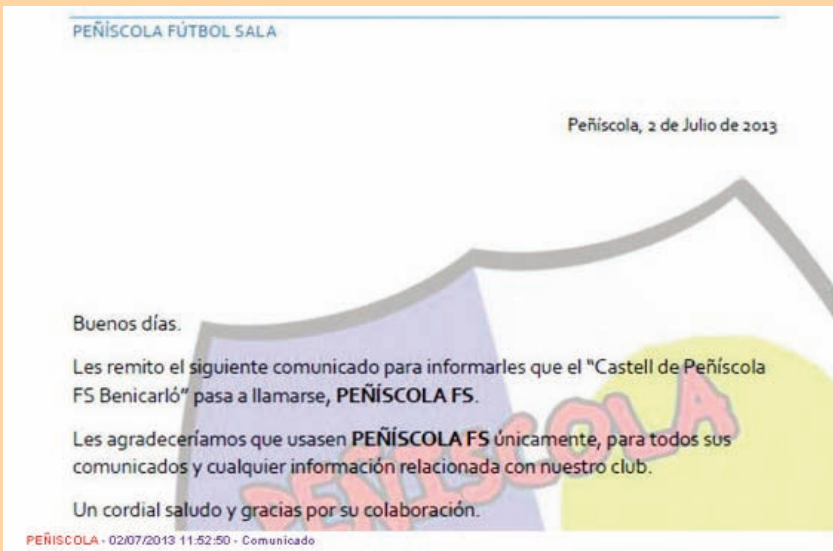 PEÑÍSCOLA FÚTBOL SALA
Peñíscola, 2 de Julio de 2013
Buenos días.
Les remito el siguiente comunicado para informarles que el “Castell de Peñíscola
FS Benicarló” pasa a llamarse, PEÑÍSCOLA FS.
Les agradeceríamos que usasen PEÑÍSCOLA FS únicamente, para todos sus
comunicados y cualquier información relacionada con nuestro club.
Un cordial saludo y gracias por su colaboración.
PEÑISCOLA
PEÑISCOLA - 02/07/2013 11:52:50 - Comunicado